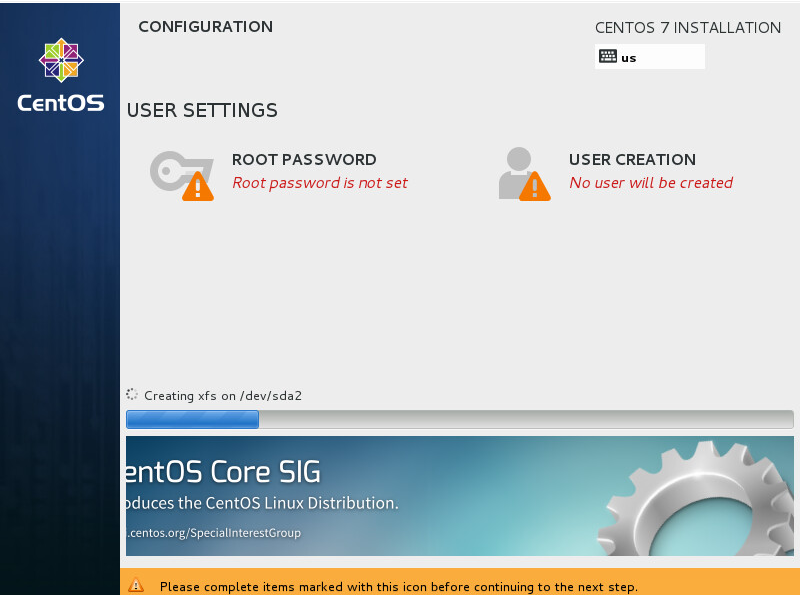 CONFIGURATION
CENTOS 7 INSTALLATION
us
CentOS
USER SETTINGS
ROOT PASSWORD
Root password is not set
USER CREATION
No user will be created
Creating xfs on /dev/sda2
entOS Core SIG
oduces the CentOS Linux Distribution.
i.centos.org/SpecialInterestGroup
Please complete items marked with this icon before continuing to the next step.